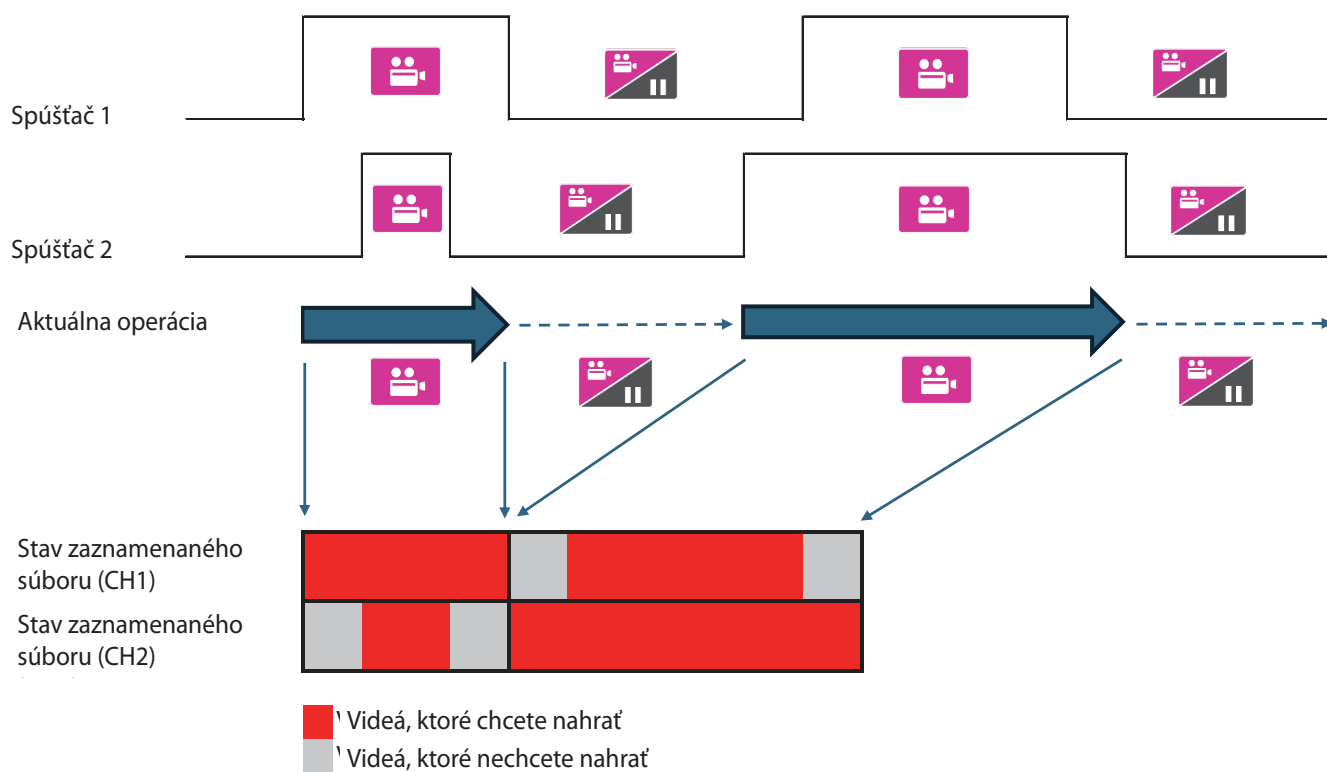 Spúšťač 1
Spúšťač 2
Aktuálna operácia
Stav zaznamenaného
súboru (CH1)
Stav zaznamenaného
súboru (CH2)
Videá, ktoré chcete nahrať
Videá, ktoré nechcete nahrať